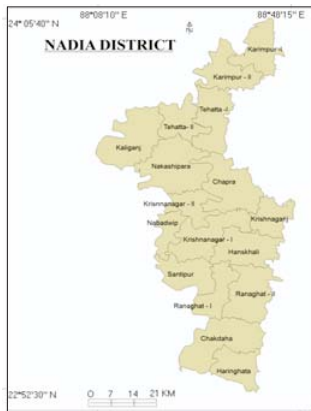 88°08'10" E
88°48'15" E
24°05'40" N
NADIA DISTRICT
Karimpur -I
Karimpur - II
Tehatta -I
Tehatta- II
Kaliganj
Nakashipara
Chapra
Krishnanagar - II
Krishnaganj
Nabadwip
Krishnanagar - I
Hanskhali
Santipur
Ranaghat - II
Ranaghat - I
Chakdaha
Haringhata
22°52'30" N
0 7 14 21 KM